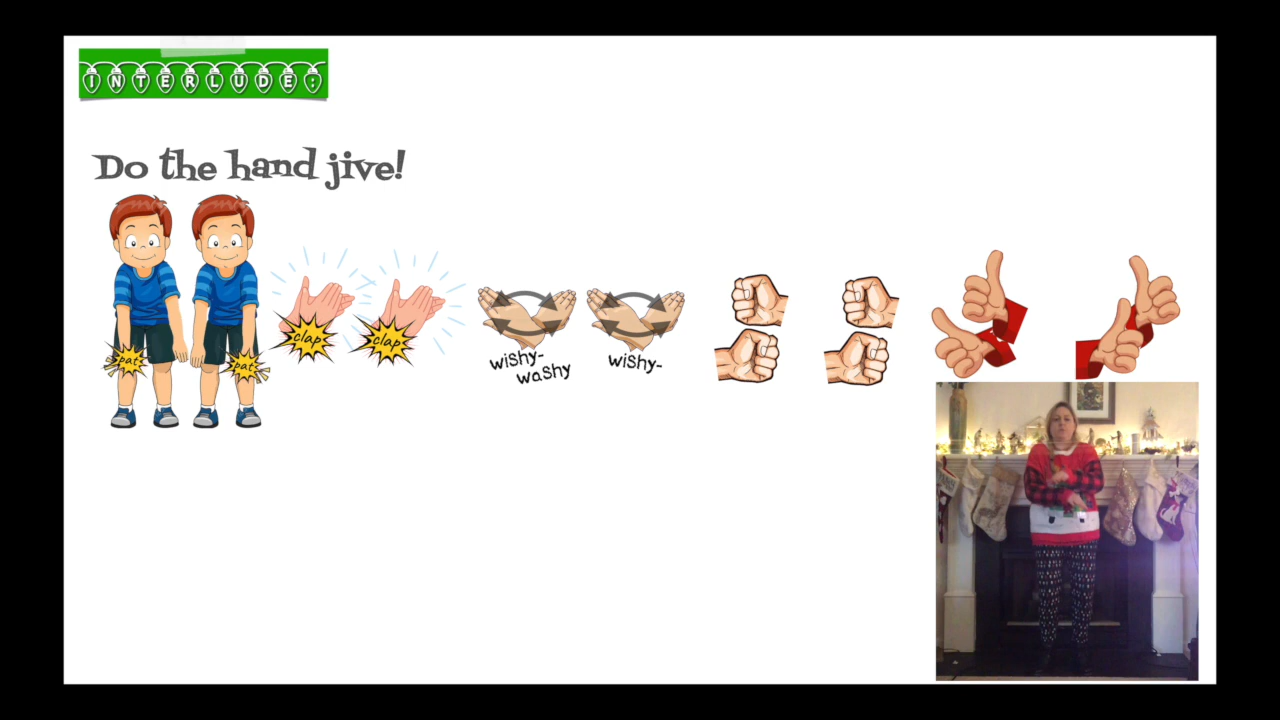 INTERLUDE:
Do the hand jive!
pat
pat
clap
clap
wishy-
washy
wishy-